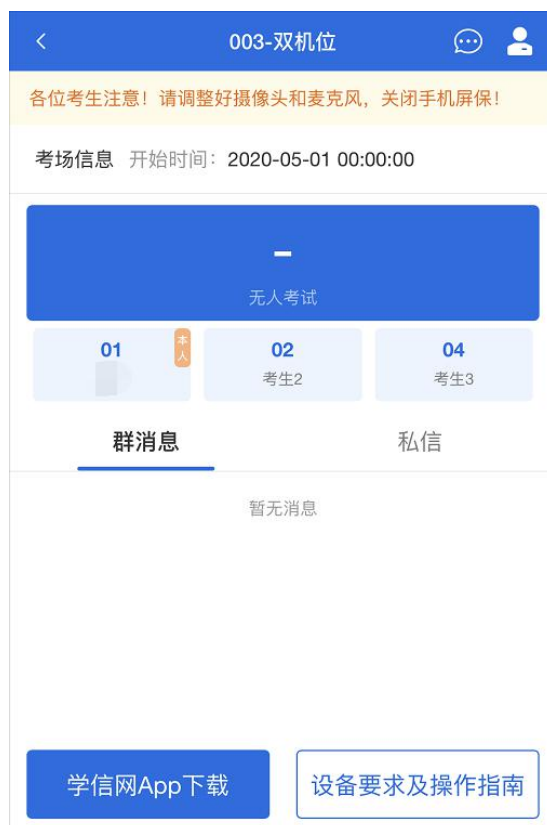 003-双机位
各位考生注意！请调整好摄像头和麦克风，关闭手机屏保！
考场信息 开始时间：2020-05-01 00:00:00
-
无人考试
01 本人 02 04
考生2 考生3
群消息 私信
暂无消息
学信网App下载 设备要求及操作指南